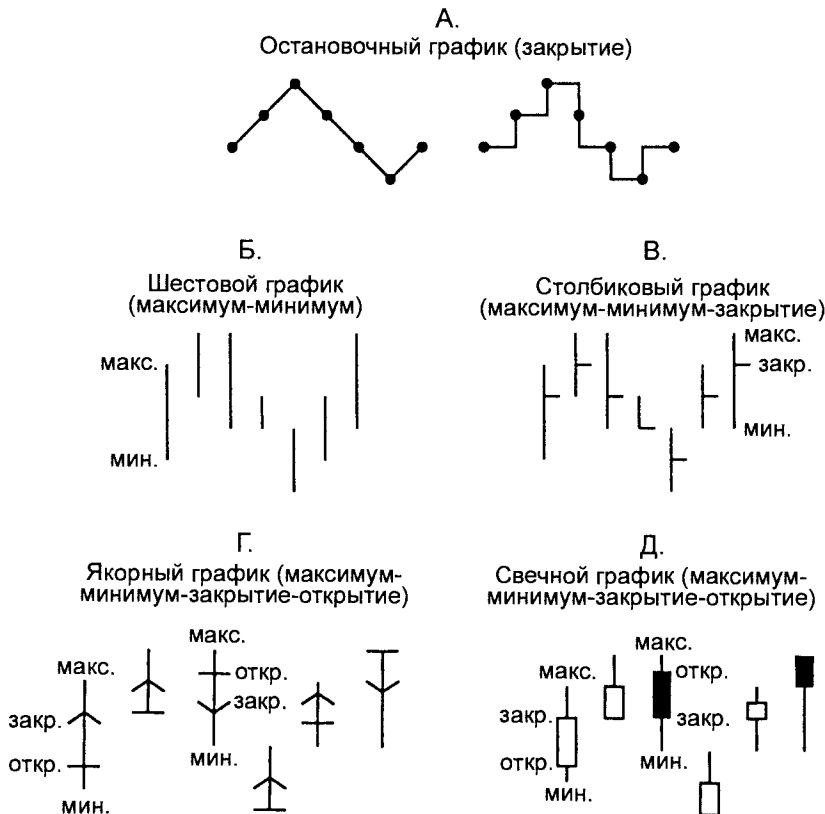 А.
Остановочный график (закрытие)
Б.
Шестовой график
(максимум-минимум)
макс.
мин.
В.
Столбиковый график
(максимум-минимум-закрытие)
макс.
закр.
мин.
Г.
Якорный график (максимум-
минимум-закрытие-открытие)
макс.
закр.
откр.
мин.
макс.
откр.
закр.
мин.
Д.
Свечной график (максимум-
минимум-закрытие-открытие)
макс.
закр.
откр.
мин.
макс.
откр.
закр.
мин.